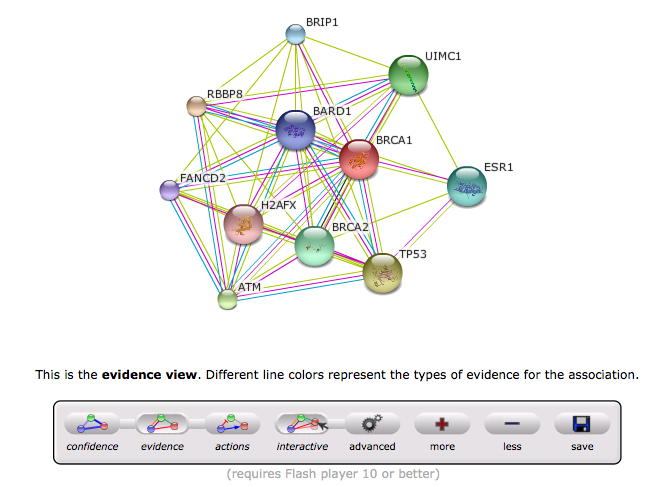 BRIP1
UIMC1
RBBP8
BARD1
BRCA1
ESR1
FANCD2
H2AFX
BRCA2
TP53
ATM
This is the evidence view. Different line colors represent the types of evidence for the association.
confidence evidence actions interactive advanced more less save
(requires Flash player 10 or better)